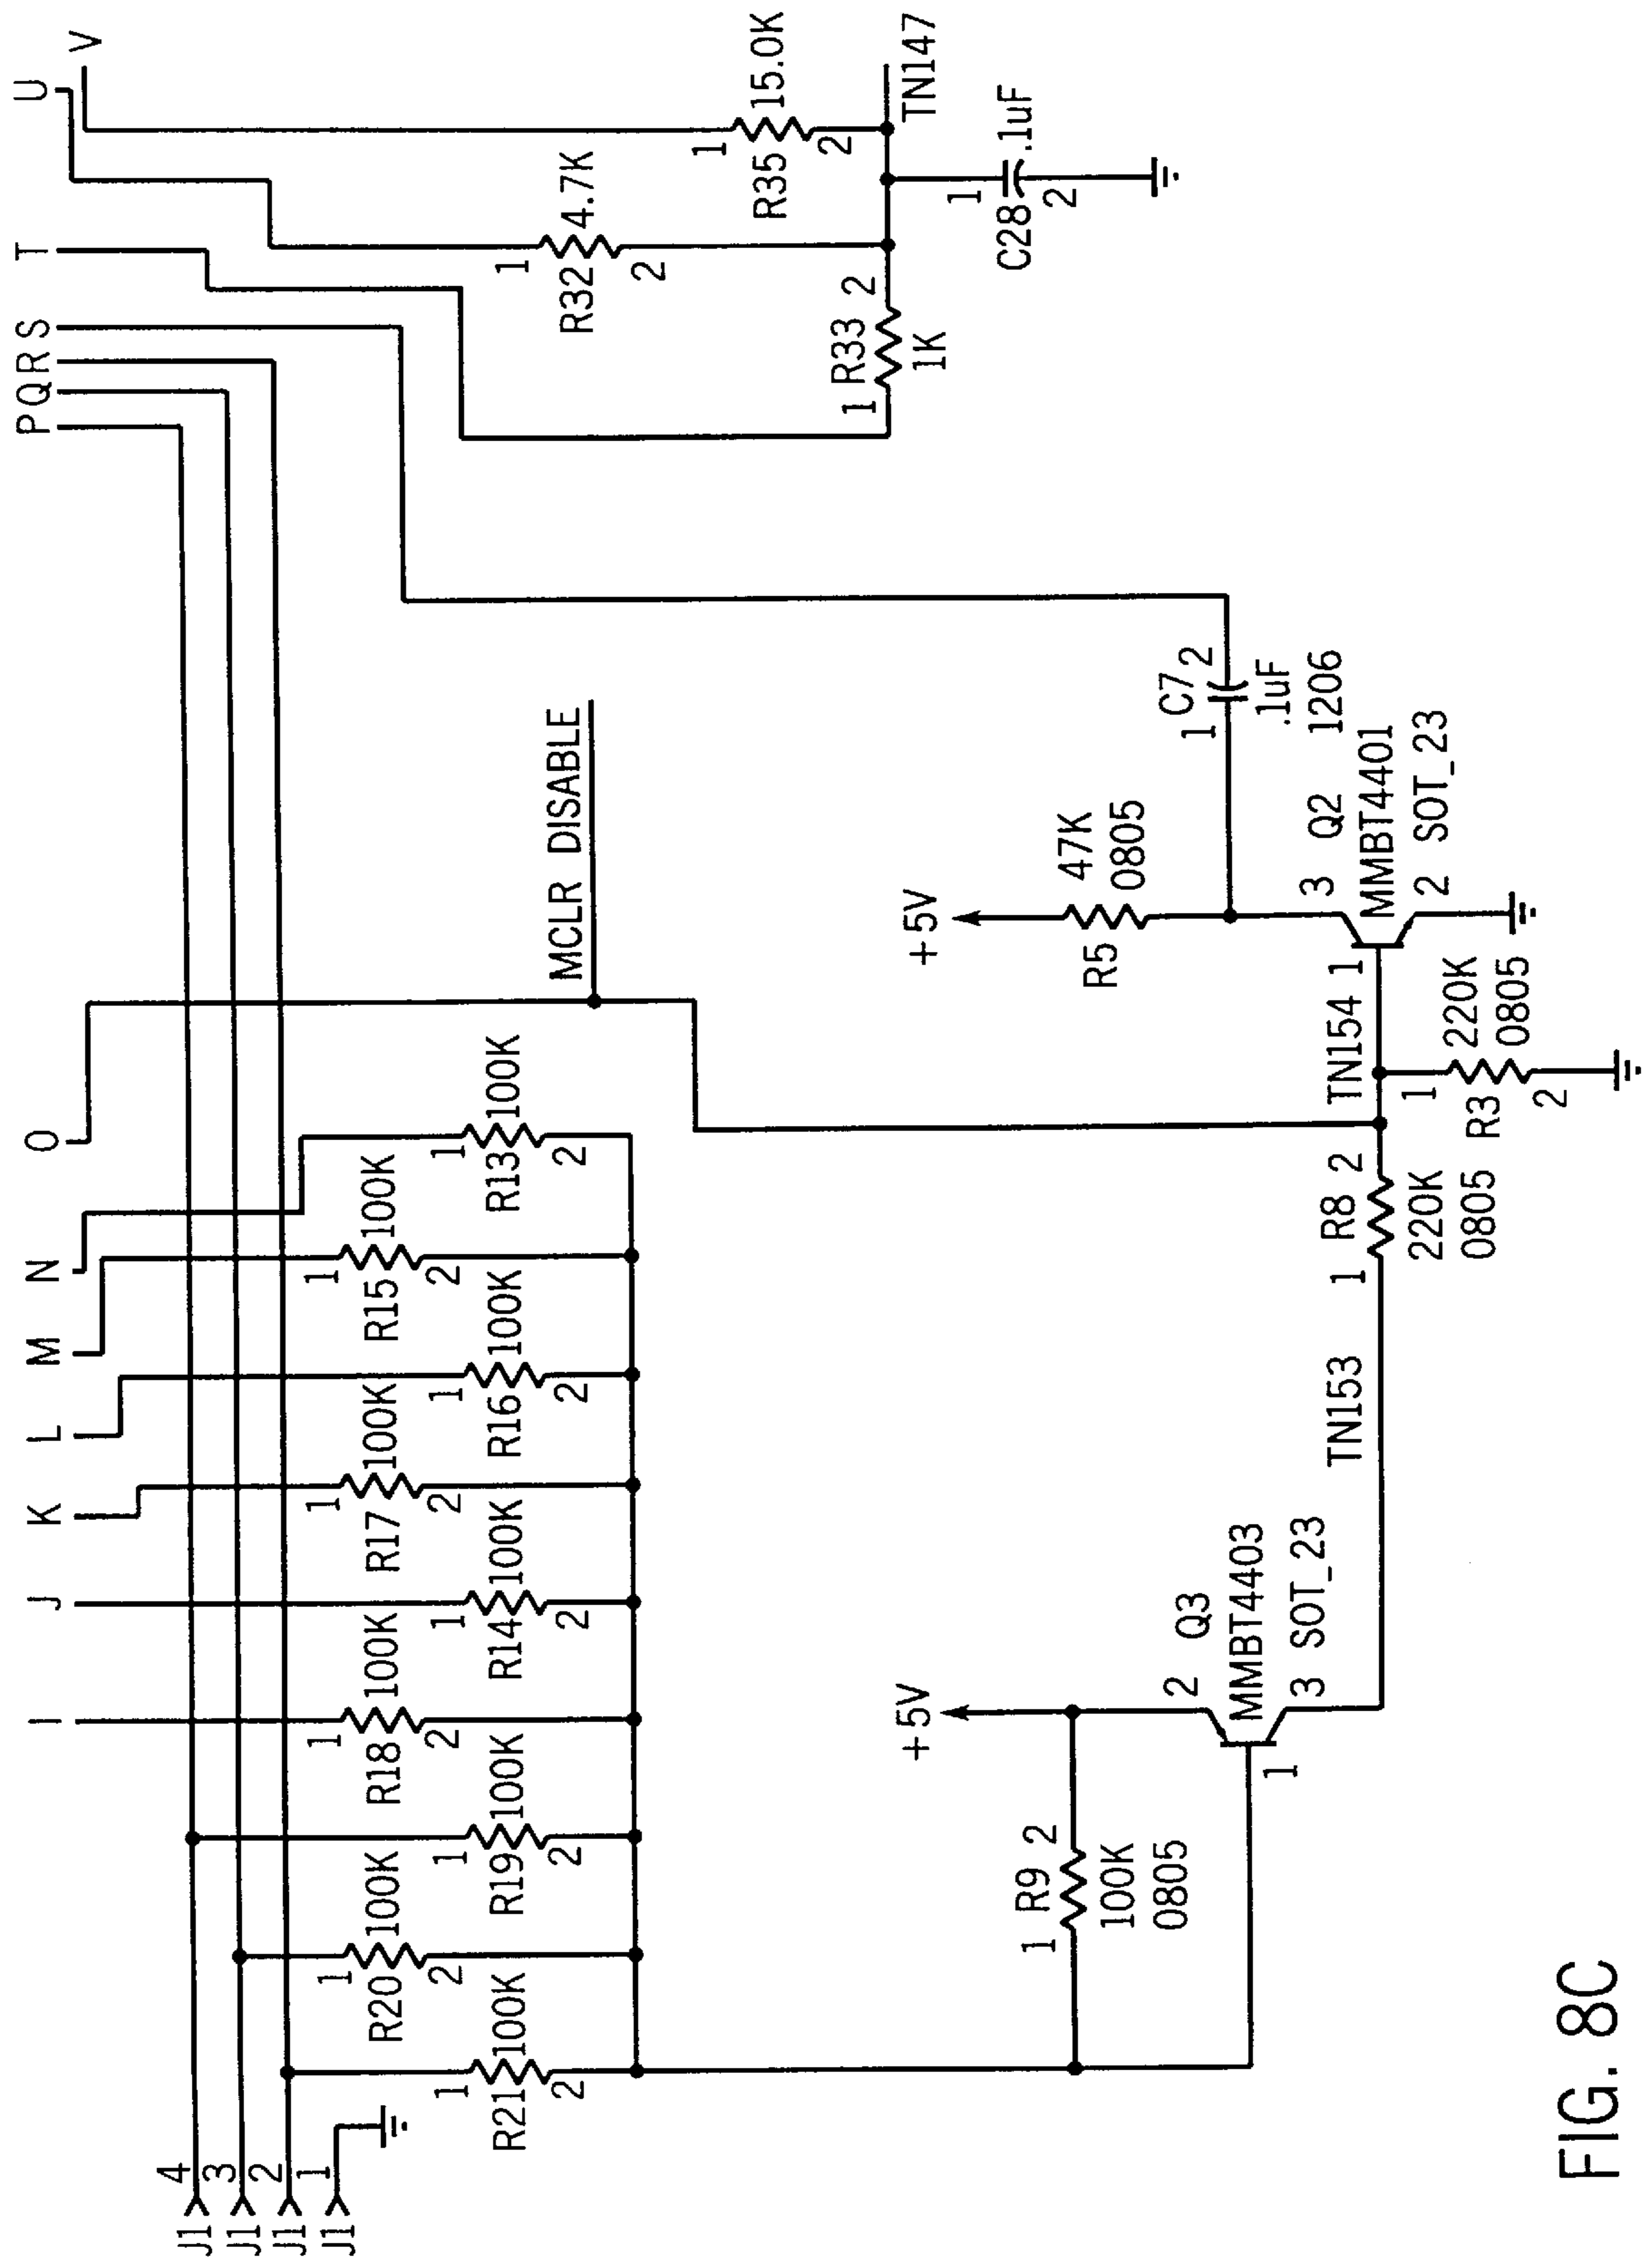 I
J
K
L
M
N
O
P
Q
R
S
T
U
V
J1 4
J1 3
J1 2
J1 1
1
R21
100K
2
1
R20
100K
2
1
R19
100K
2
1
R18
100K
2
1
R14
100K
2
1
R17
100K
2
1
R16
100K
2
1
R15
100K
2
1
R13
100K
2
MCLR DISABLE
1
R32
4.7K
2
1
R35
15.0K
2
1 R33 2
1K
TN147
1
C28
.1uF
2
+5V
1 R9 2
100K
0805
2
Q3
MMBT4403
1
3 SOT_23
TN153
1 R8 2
220K
0805
TN154 1
1
R3
220K
0805
2
+5V
R5
47K
0805
1 C7 2
.1uF
1206
3 Q2
MMBT4401
2 SOT_23
FIG. 8C